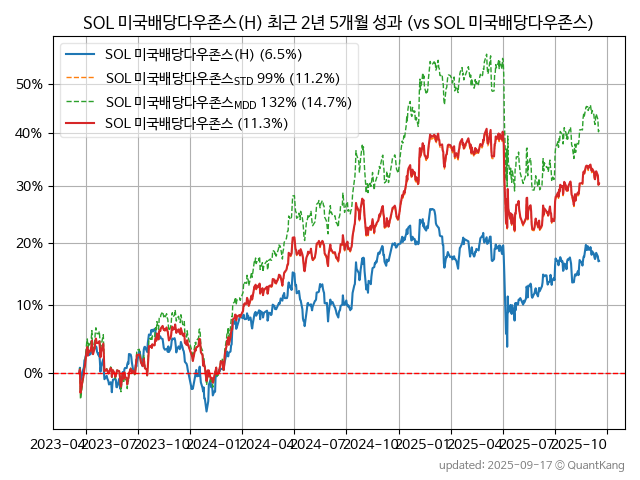 SOL 미국배당다우존스(H) 최근 2년 5개월 성과 (vs SOL 미국배당다우존스)
SOL 미국배당다우존스(H) (6.5%)
SOL 미국배당다우존스STD 99% (11.2%)
SOL 미국배당다우존스MDD 132% (14.7%)
SOL 미국배당다우존스 (11.3%)
50%
40%
30%
20%
10%
0%
2023-04 2023-07 2023-10 2024-01 2024-04 2024-07 2024-10 2025-01 2025-04 2025-07 2025-10
updated: 2025-09-17 © QuantKang